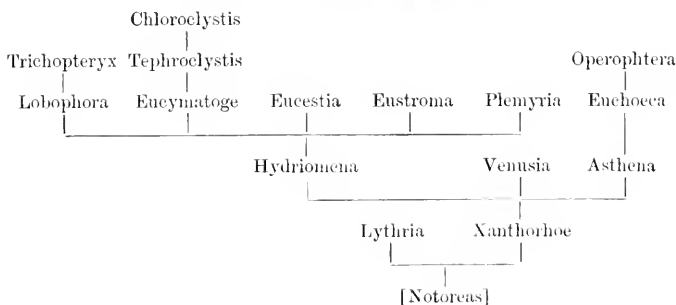 Chloroclystis
Trichopteryx Tephroclystis Operophtera
Lobophora Eucymatoge Eucestia Eustroma Plemyria Euchoeca
Hydriomena Venusia Asthena
Lythria Xanthorhoe
[Notoreas]